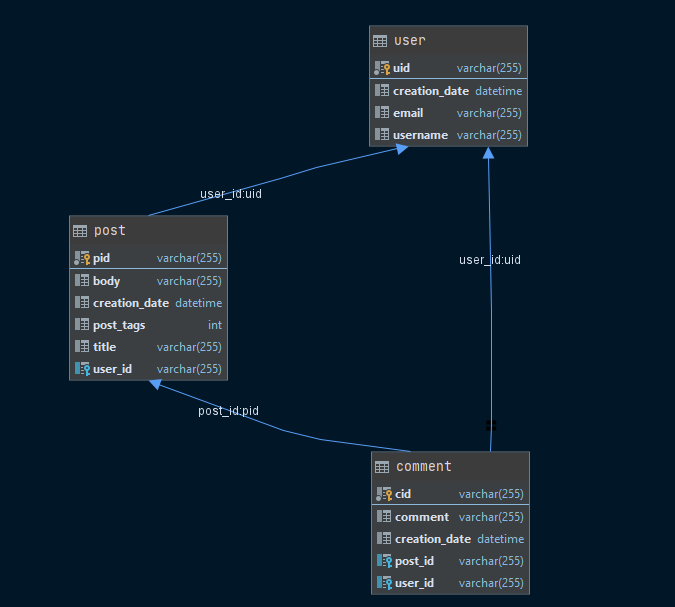 user
uid varchar(255)
creation_date datetime
email varchar(255)
username varchar(255)
user_id:uid
post
pid varchar(255)
body varchar(255)
creation_date datetime
post_tags int
title varchar(255)
user_id varchar(255)
user_id:uid
post_id:pid
comment
cid varchar(255)
comment varchar(255)
creation_date datetime
post_id varchar(255)
user_id varchar(255)